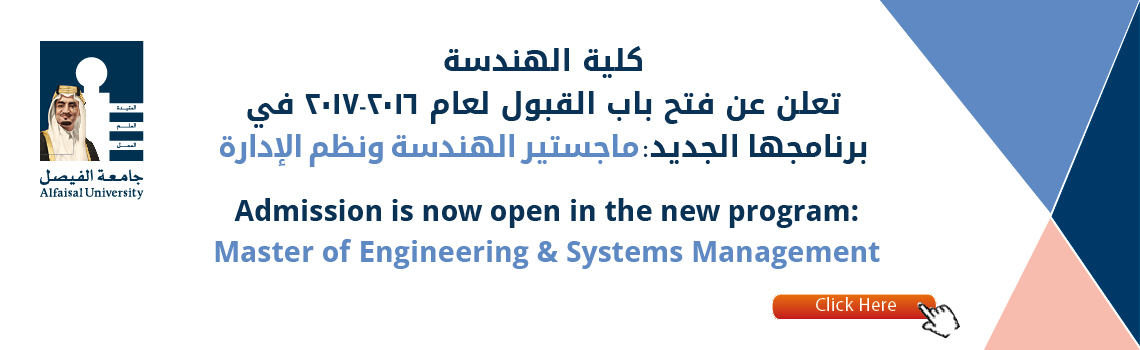 العقيدة
العلم
العمل
جامعة الفيصل
Alfaisal University
كلية الهندسة
تعلن عن فتح باب القبول لعام ٢٠١٦-٢٠١٧ في
برنامجها الجديد: ماجستير الهندسة ونظم الإدارة
Admission is now open in the new program:
Master of Engineering & Systems Management
Click Here